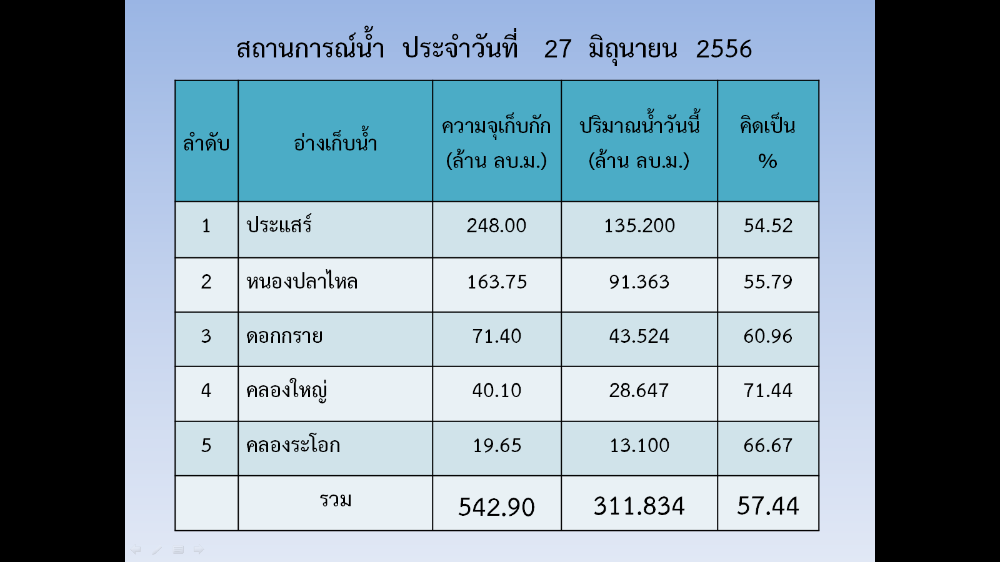 สถานการณ์น้ำ ประจำวันที่ 27 มิถุนายน 2556
ลำดับ อ่างเก็บน้ำ ความจุเก็บกัก (ล้าน ลบ.ม.) ปริมาณน้ำวันนี้ (ล้าน ลบ.ม.) คิดเป็น %
1 ประแสร์ 248.00 135.200 54.52
2 หนองปลาไหล 163.75 91.363 55.79
3 ดอกกราย 71.40 43.524 60.96
4 คลองใหญ่ 40.10 28.647 71.44
5 คลองระโอก 19.65 13.100 66.67
รวม 542.90 311.834 57.44